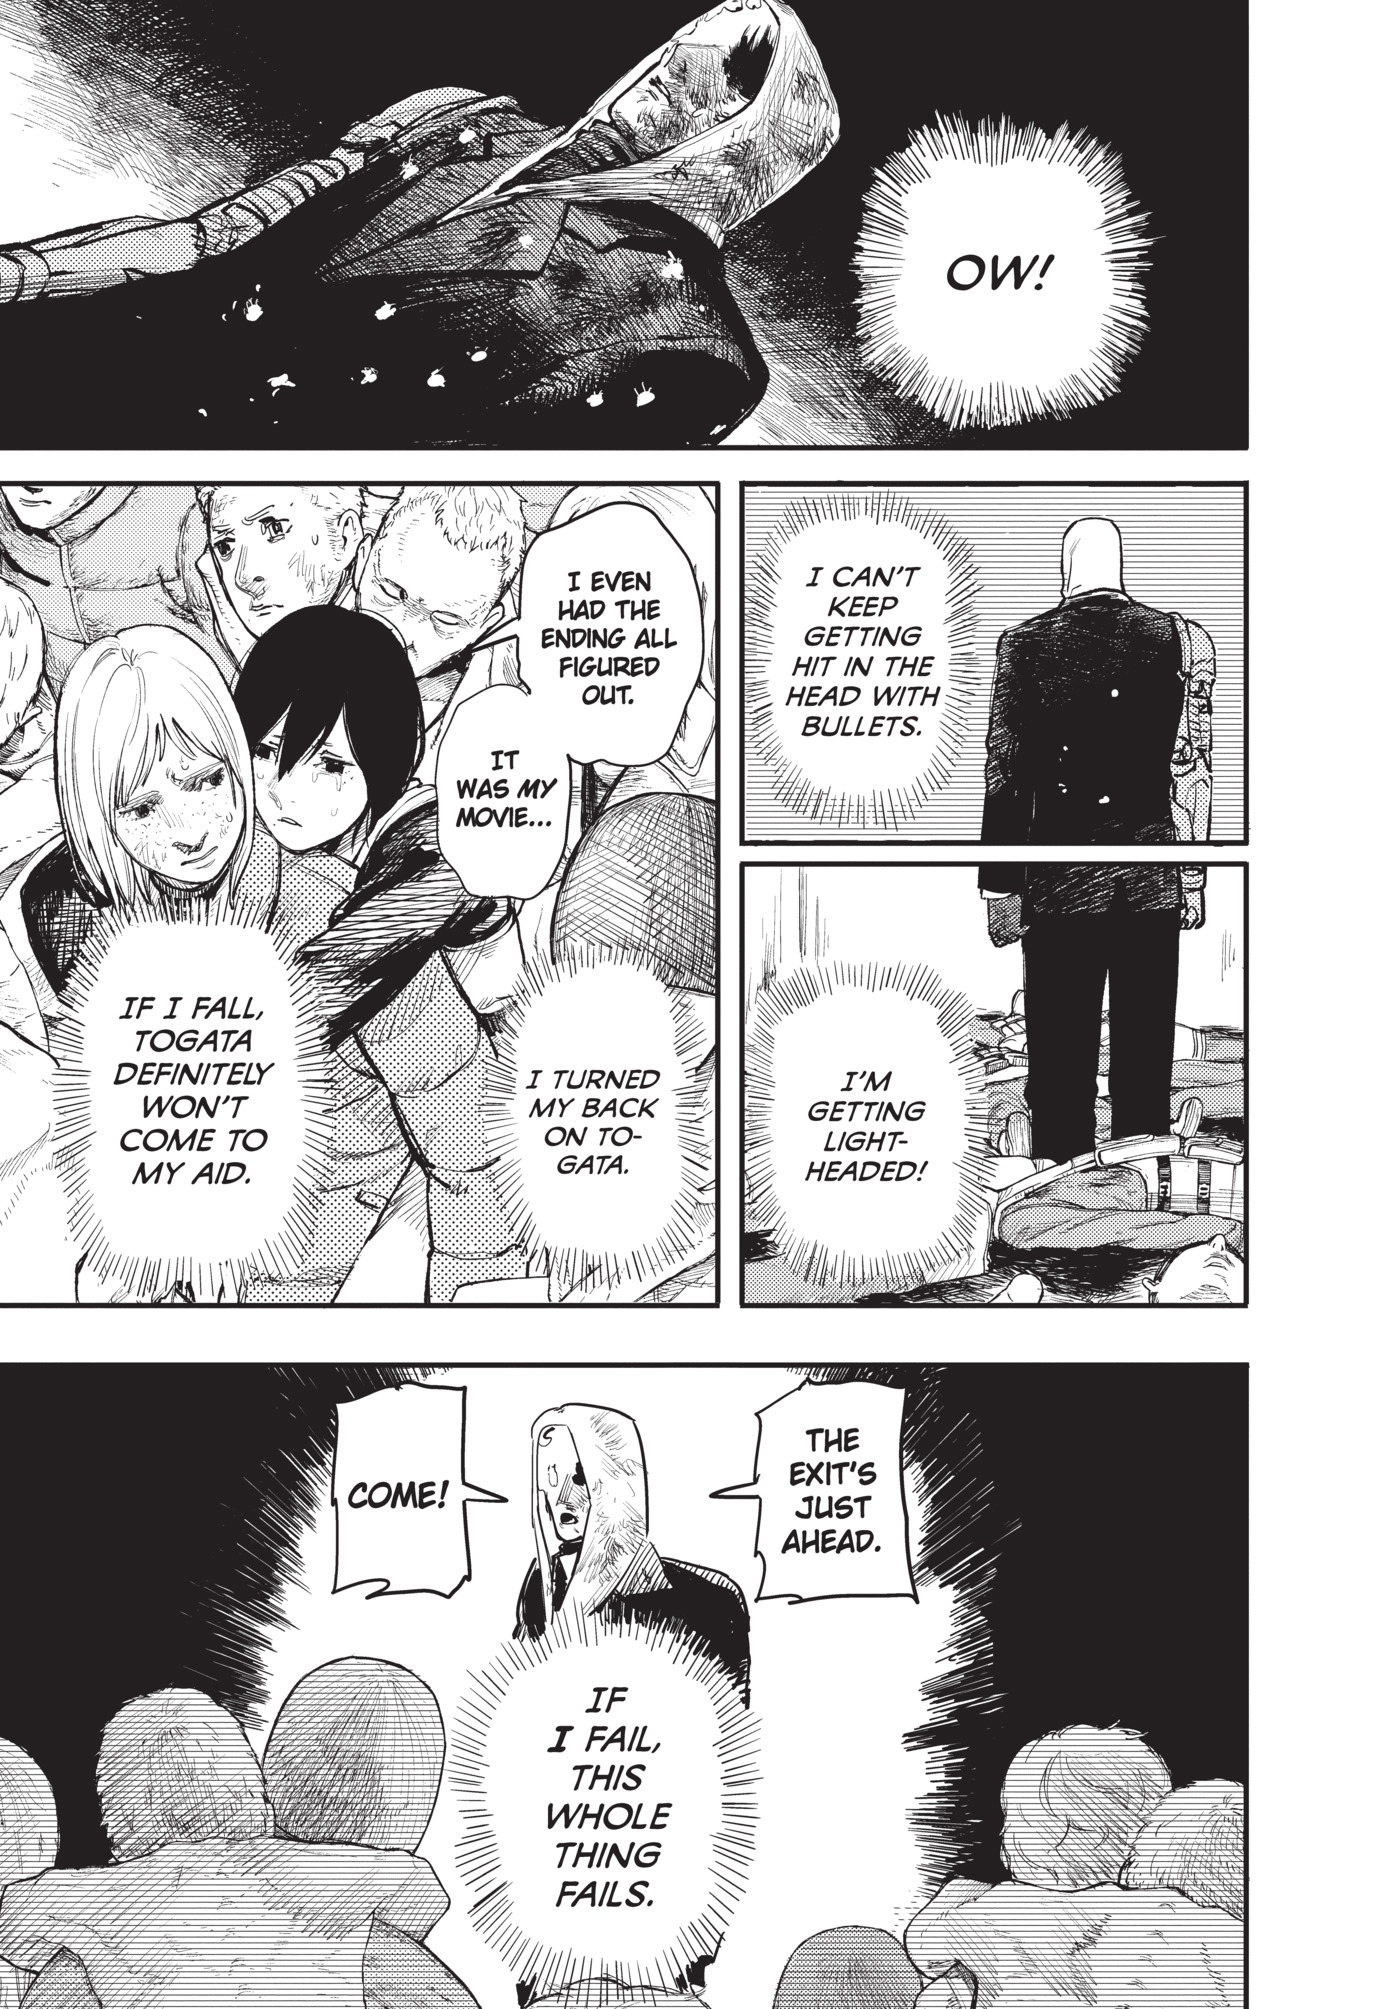 OW!
I CAN'T
KEEP
GETTING
HIT IN THE
HEAD WITH
BULLETS.
I'M
GETTING
LIGHT-
HEADED!
I EVEN
HAD THE
ENDING ALL
FIGURED
OUT.
IT
WAS MY
MOVIE...
I TURNED
MY BACK
ON TO-
GATA.
IF I FALL,
TOGATA
DEFINITELY
WON'T
COME TO
MY AID.
THE
EXIT'S
JUST
AHEAD.
COME!
IF
I FAIL,
THIS
WHOLE
THING
FAILS.